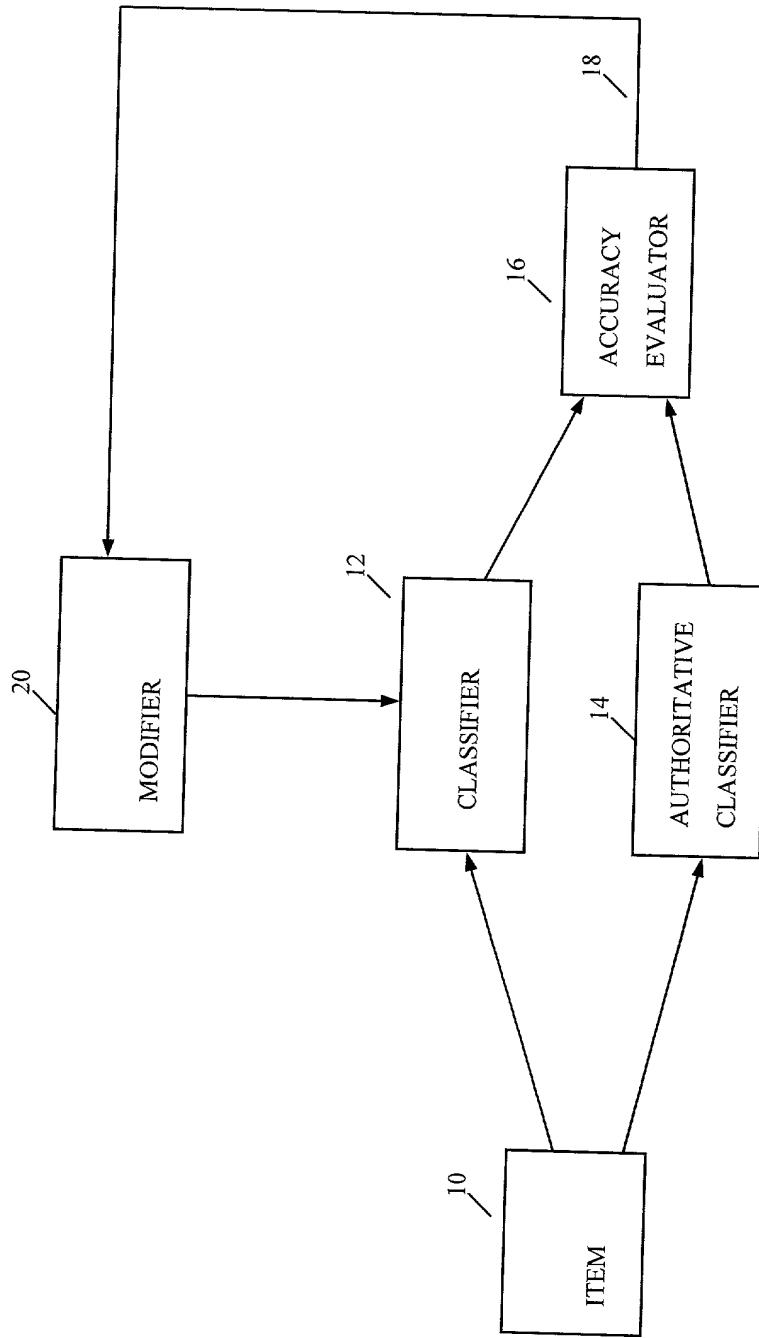 20
MODIFIER
12
CLASSIFIER
14
AUTHORITATIVE
CLASSIFIER
10
ITEM
16
ACCURACY
EVALUATOR
18